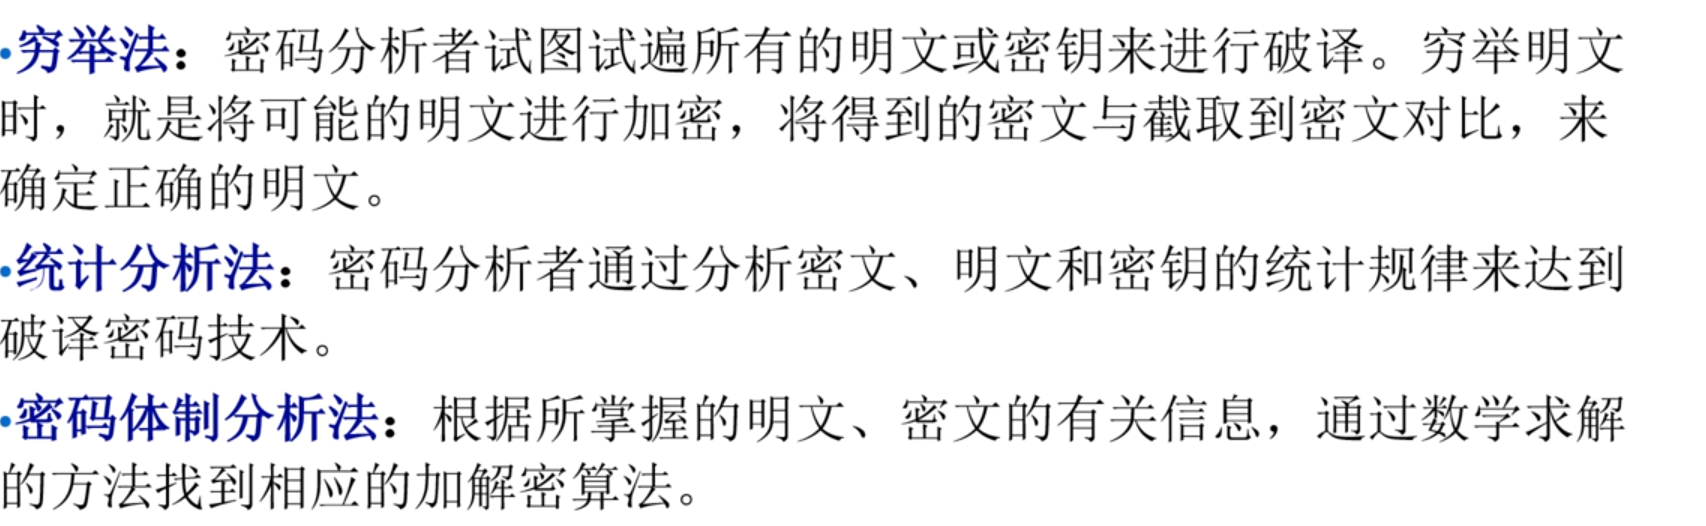 •穷举法：密码分析者试图试遍所有的明文或密钥来进行破译。穷举明文
时，就是将可能的明文进行加密，将得到的密文与截取到密文对比，来
确定正确的明文。
•统计分析法：密码分析者通过分析密文、明文和密钥的统计规律来达到
破译密码技术。
•密码体制分析法：根据所掌握的明文、密文的有关信息，通过数学求解
的方法找到相应的加解密算法。